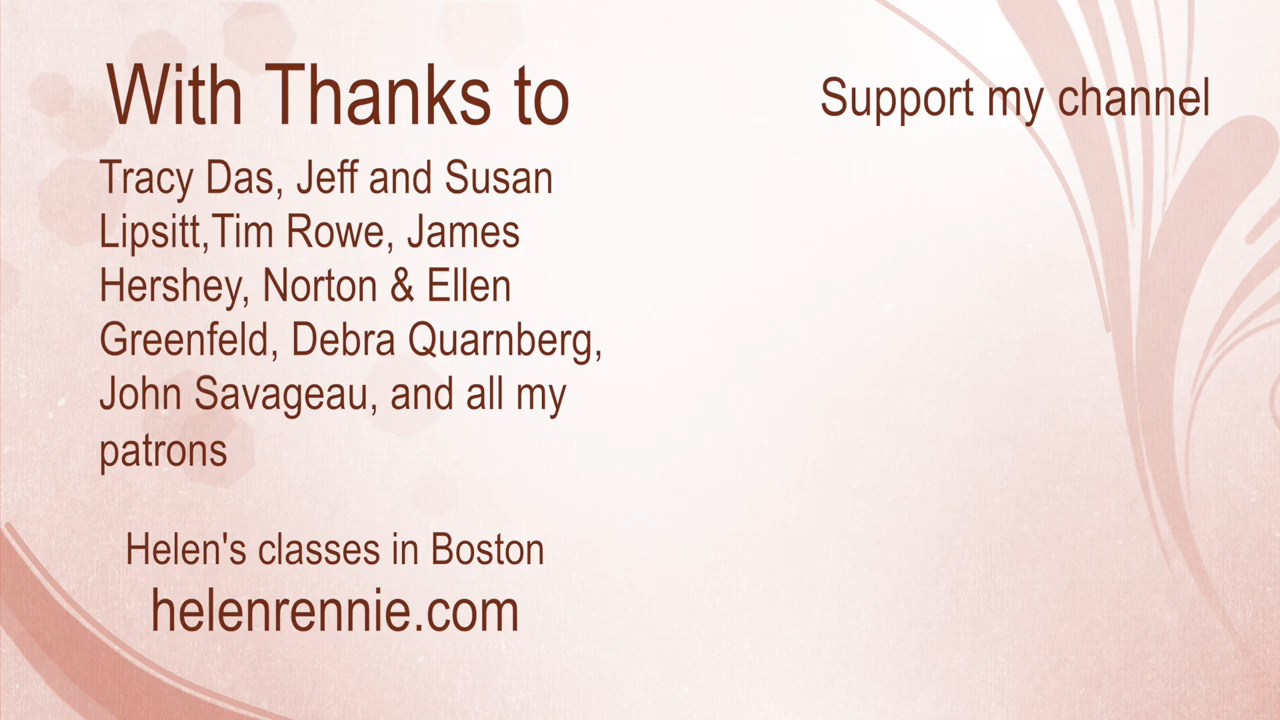 With Thanks to
Tracy Das, Jeff and Susan
Lipsitt,Tim Rowe, James
Hershey, Norton & Ellen
Greenfeld, Debra Quarnberg,
John Savageau, and all my
patrons
Helen's classes in Boston
helenrennie.com
Support my channel